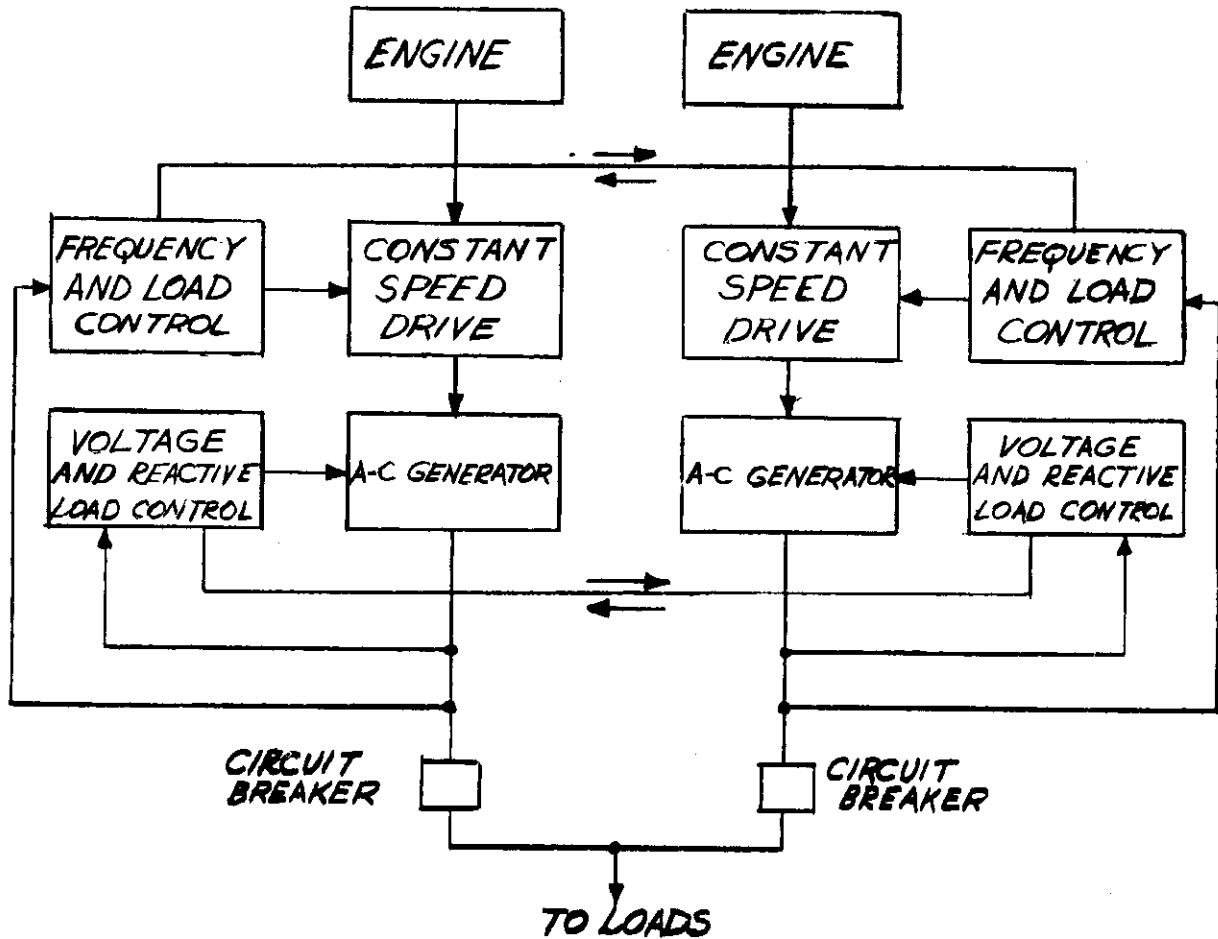 ENGINE
ENGINE
FREQUENCY
AND LOAD
CONTROL
CONSTANT
SPEED
DRIVE
CONSTANT
SPEED
DRIVE
FREQUENCY
AND LOAD
CONTROL
VOLTAGE
AND REACTIVE
LOAD CONTROL
A-C GENERATOR
A-C GENERATOR
VOLTAGE
AND REACTIVE
LOAD CONTROL
CIRCUIT
BREAKER
CIRCUIT
BREAKER
TO LOADS